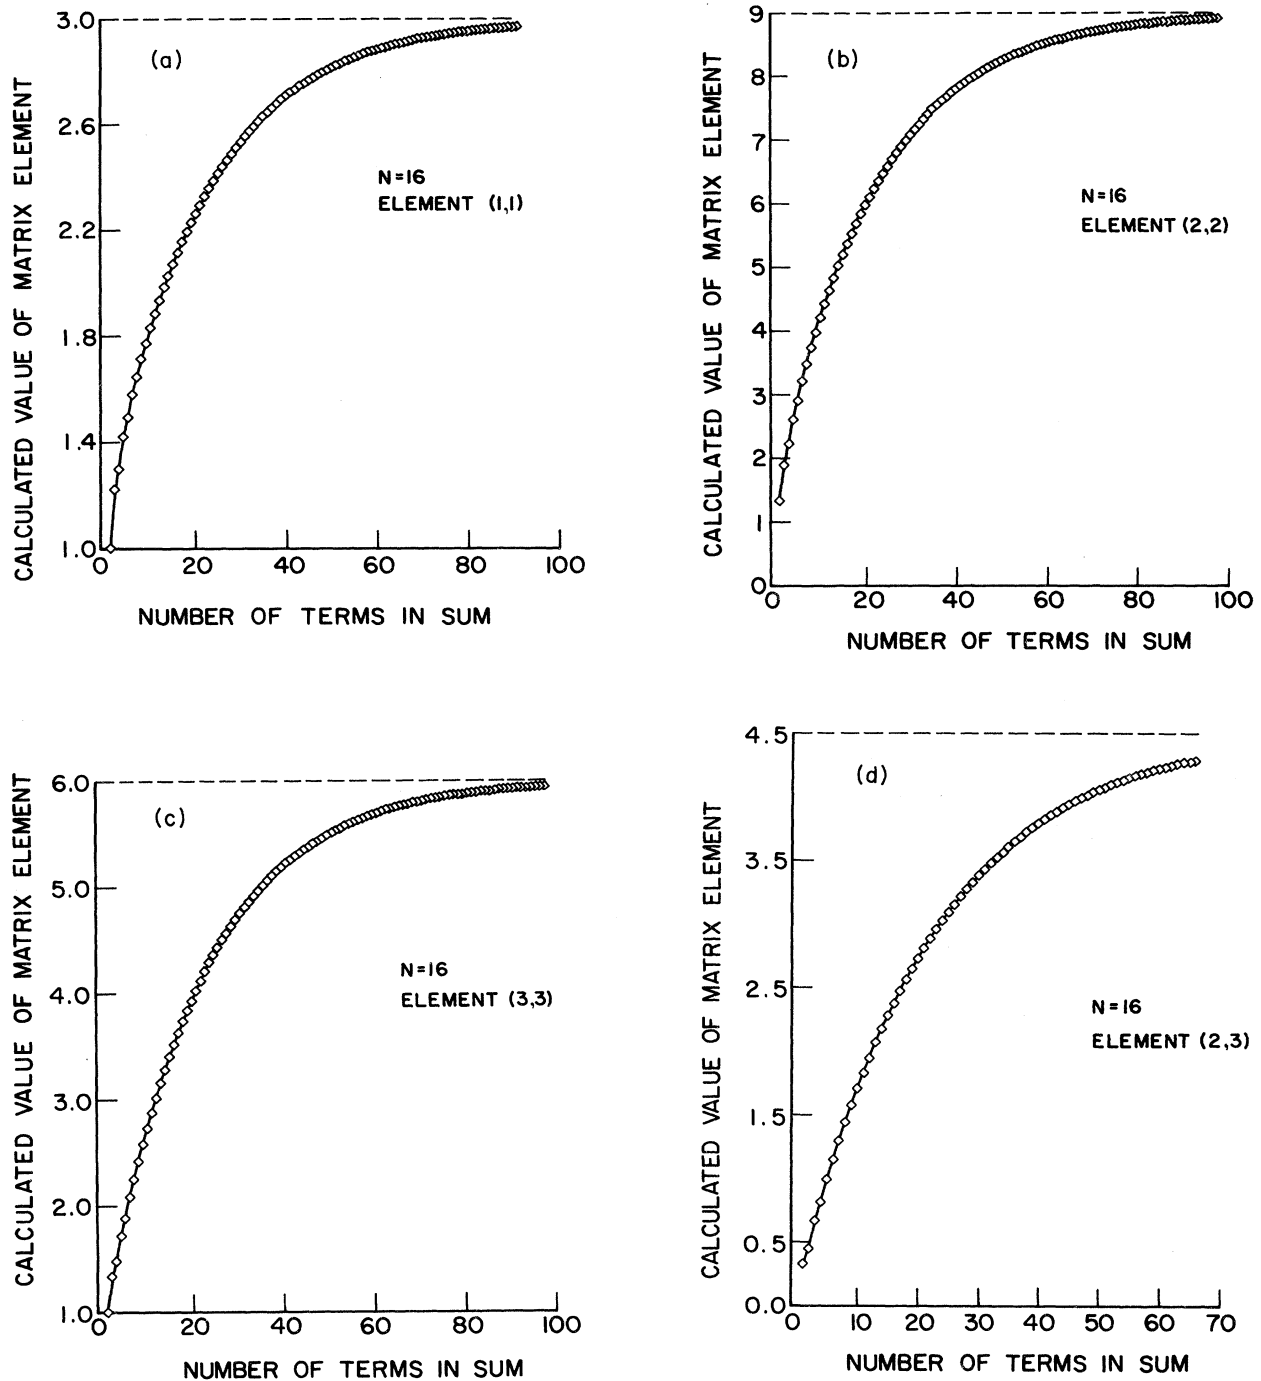 CALCULATED VALUE OF MATRIX ELEMENT
3.0
2.6
2.2
1.8
1.4
1.0
(a)
N=16
ELEMENT (1,1)
0 20 40 60 80 100
NUMBER OF TERMS IN SUM
CALCULATED VALUE OF MATRIX ELEMENT
9
8
7
6
5
4
3
2
1
0
(b)
N=16
ELEMENT (2,2)
0 20 40 60 80 100
NUMBER OF TERMS IN SUM
CALCULATED VALUE OF MATRIX ELEMENT
6.0
5.0
4.0
3.0
2.0
1.0
(c)
N=16
ELEMENT (3,3)
0 20 40 60 80 100
NUMBER OF TERMS IN SUM
CALCULATED VALUE OF MATRIX ELEMENT
4.5
3.5
2.5
1.5
0.5
0.0
(d)
N=16
ELEMENT (2,3)
0 10 20 30 40 50 60 70
NUMBER OF TERMS IN SUM